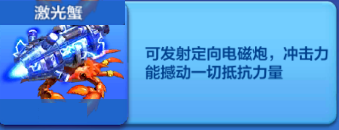 激光蟹
可发射定向电磁炮，冲击力
能撼动一切抵抗力量